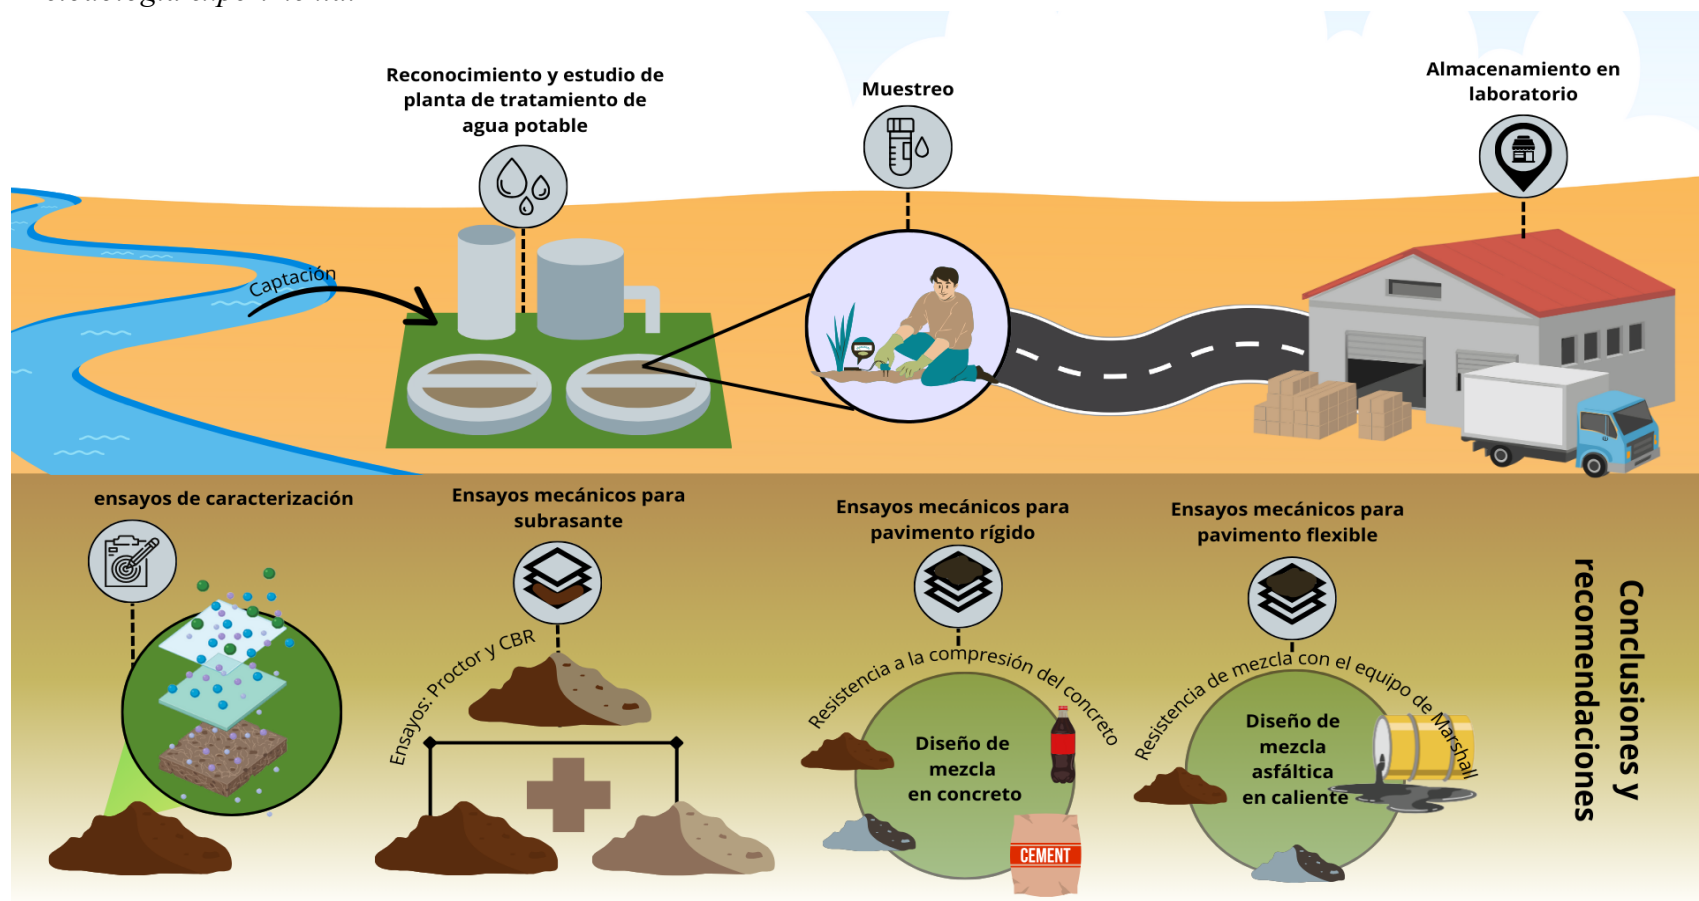 Reconocimiento y estudio de
planta de tratamiento de
agua potable
Muestreo
Almacenamiento en
laboratorio
Captación
ensayos de caracterización
Ensayos mecánicos para
subrasante
Ensayos mecánicos para
pavimento rígido
Ensayos mecánicos para
pavimento flexible
Ensayos: Proctor y CBR
Resistencia a la compresión del concreto
Diseño de
mezcla
en concreto
CEMENT
Resistencia de mezcla con el equipo de Marshall
Diseño de
mezcla
asfáltica
en caliente
Conclusiones y
recomendaciones